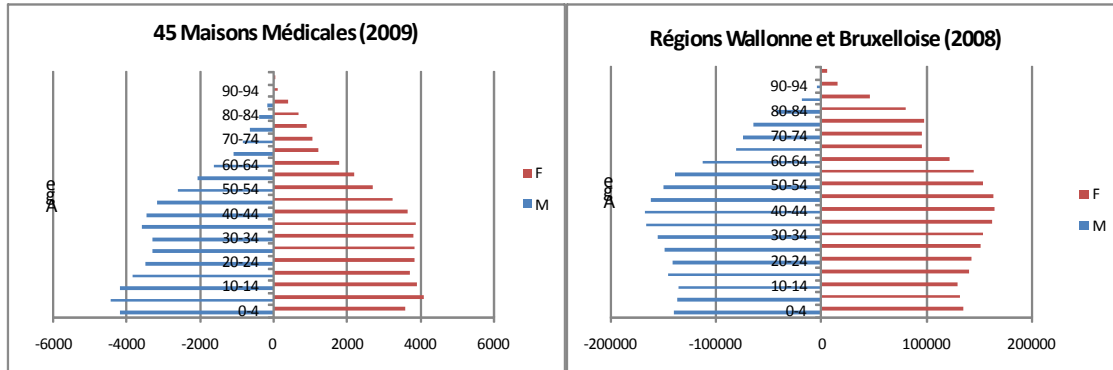 45 Maisons Médicales (2009)
90-94
80-84
70-74
60-64
50-54
40-44
30-34
20-24
10-14
0-4
Age
F
M
-6000 -4000 -2000 0 2000 4000 6000
Régions Wallonne et Bruxelloise (2008)
90-94
80-84
70-74
60-64
50-54
40-44
30-34
20-24
10-14
0-4
Age
F
M
-200000 -100000 0 100000 200000